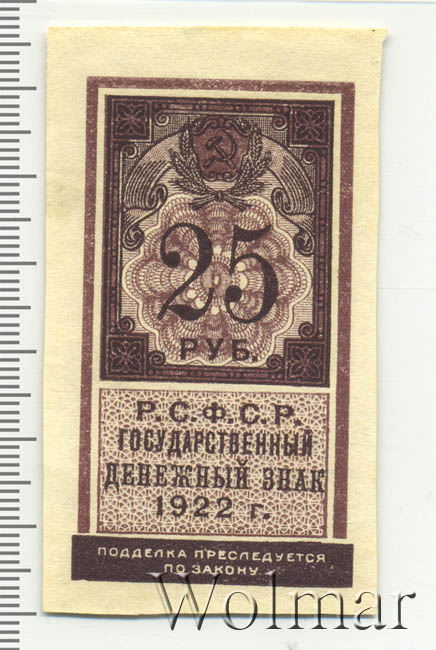 25
РУБ.
Р.С.Ф.С.Р.
ГОСУДАРСТВЕННЫЙ
ДЕНЕЖНЫЙ ЗНАК
1922 г.
ПОДДЕЛКА ПРЕСЛЕДУЕТСЯ
ПО ЗАКОНУ.
Wolmar